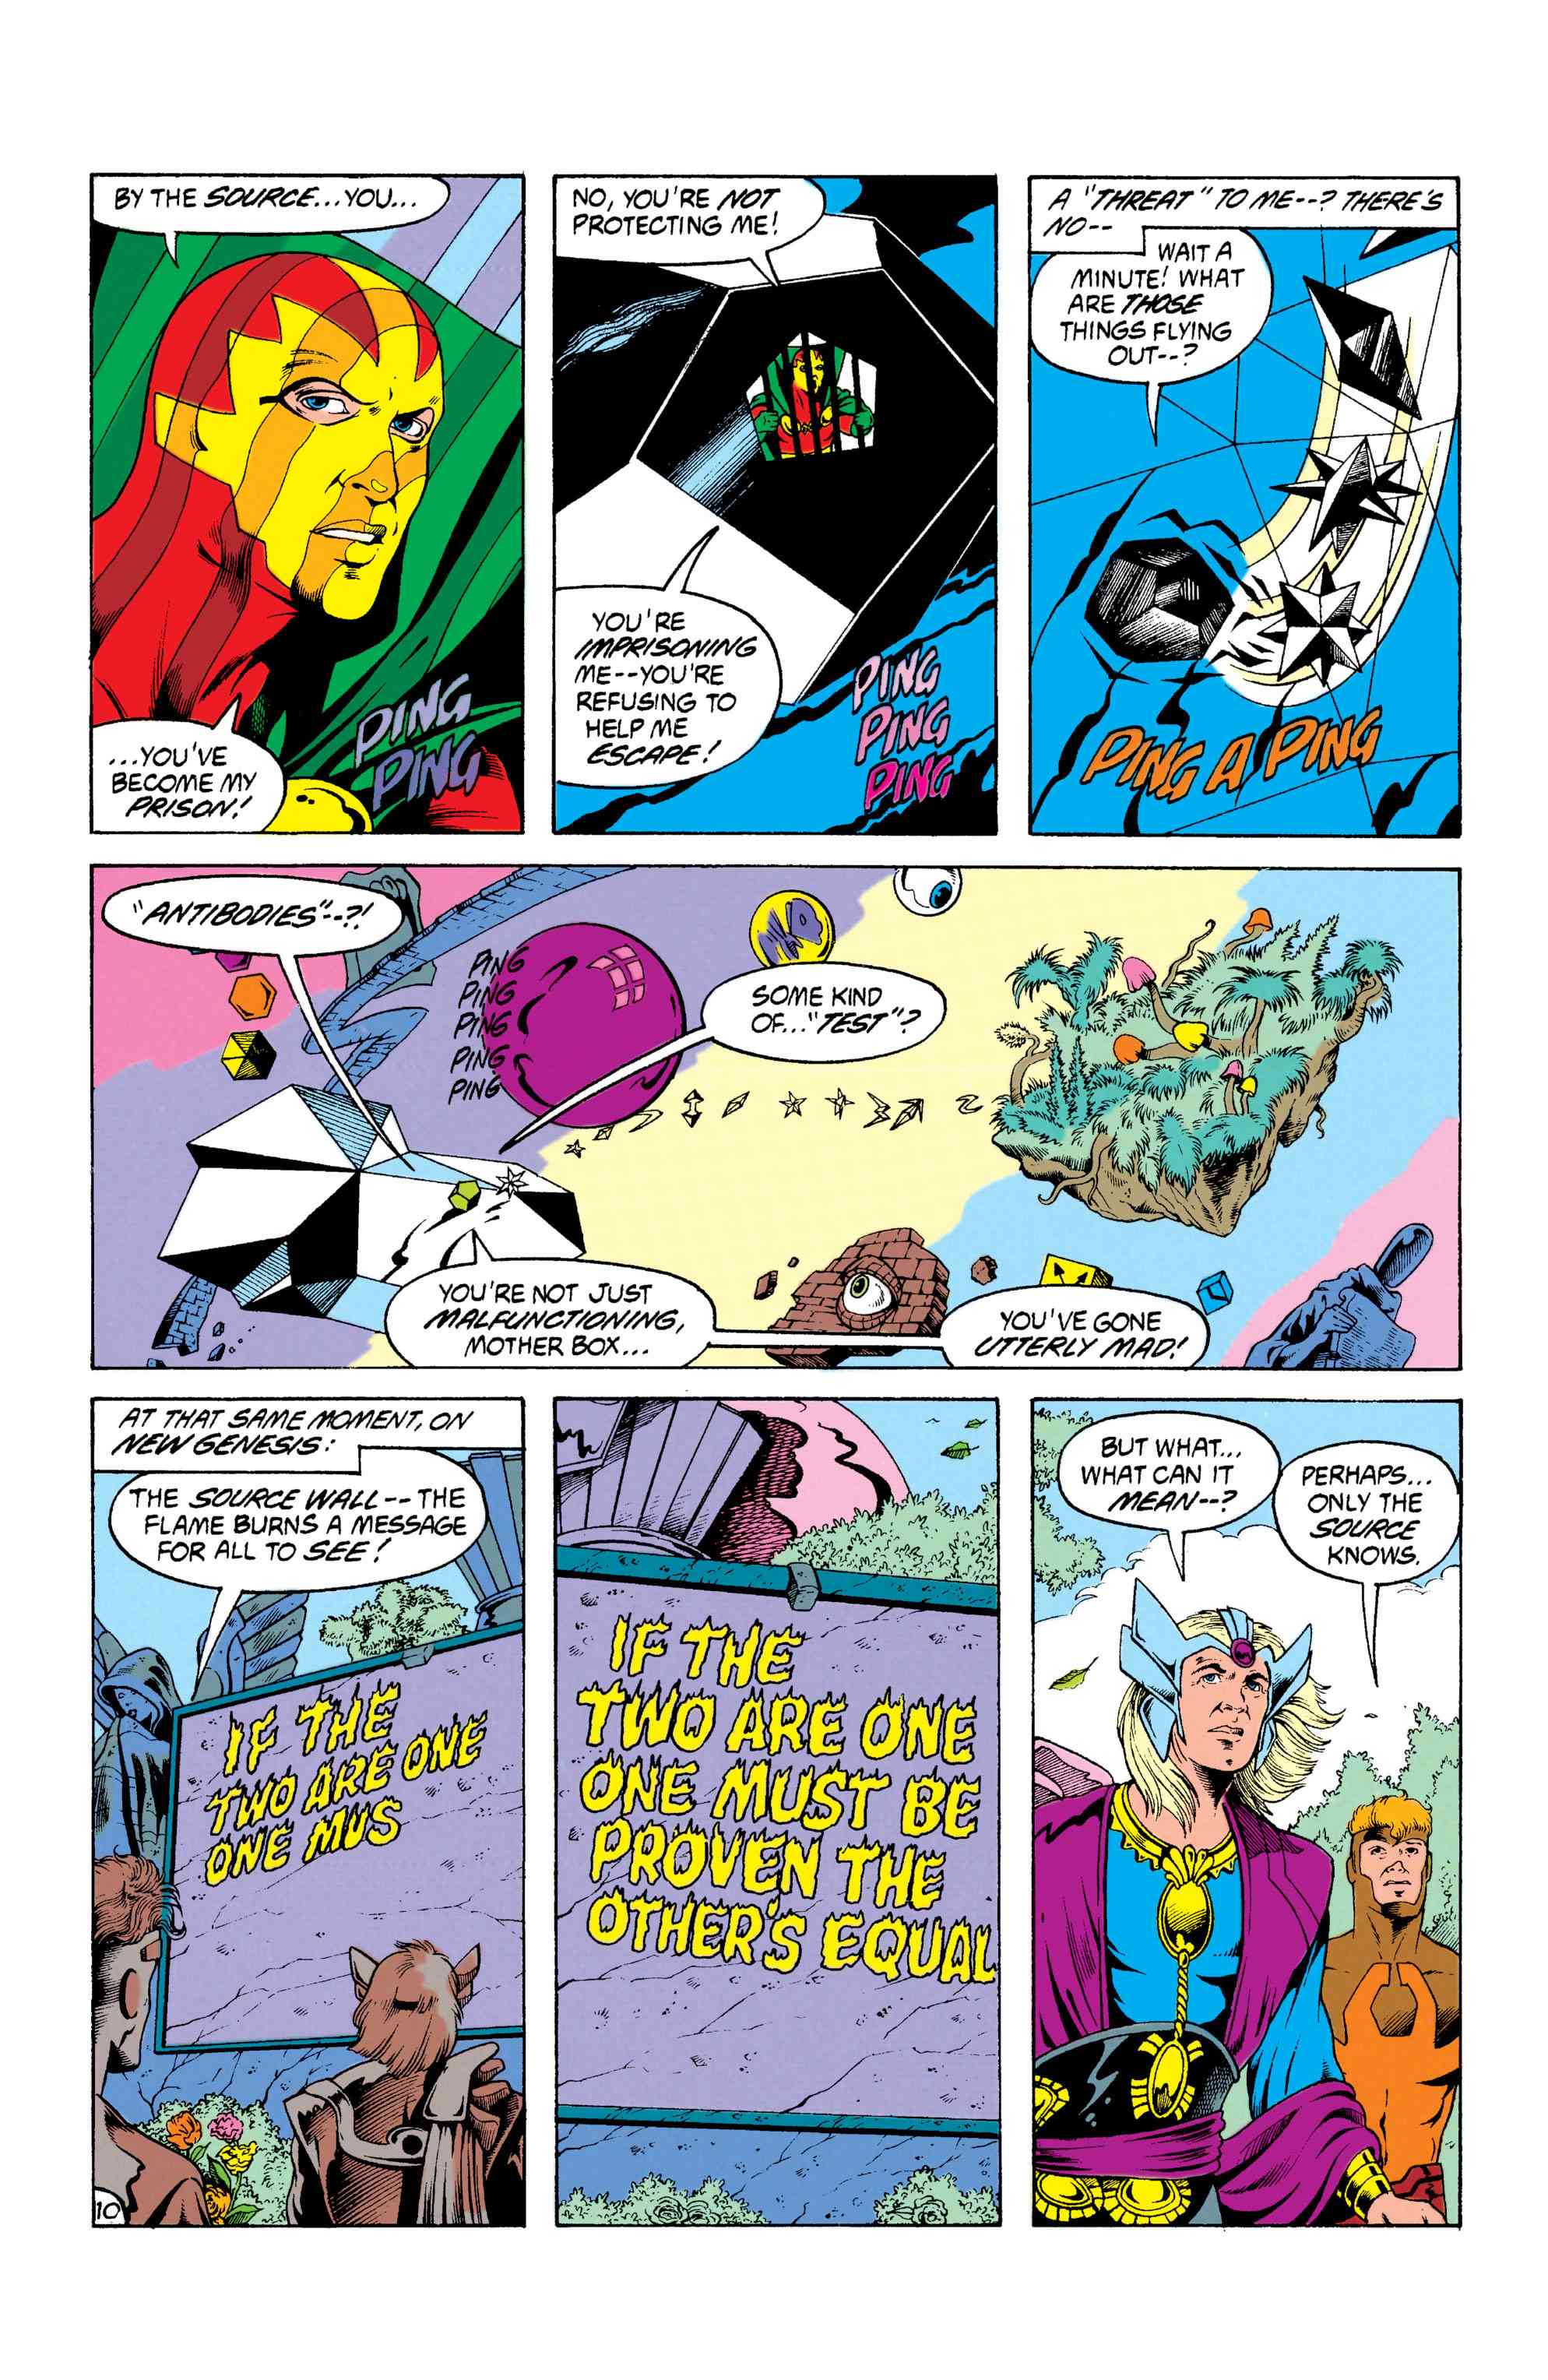 BY THE SOURCE...YOU...
...YOU'VE
BECOME MY
PRISON!
PING
PING
NO, YOU'RE NOT
PROTECTING ME!
YOU'RE
IMPRISONING
ME--YOU'RE
REFUSING TO
HELP ME
ESCAPE!
PING
PING
PING
A "THREAT" TO ME--? THERE'S
NO--
WAIT A
MINUTE! WHAT
ARE THOSE
THINGS FLYING
OUT--?
PING A PING
"ANTIBODIES"--?!
PING
PING
PING
PING
PING
SOME KIND
OF..."TEST"?
YOU'RE NOT JUST
MALFUNCTIONING,
MOTHER BOX...
YOU'VE GONE
UTTERLY MAD!
AT THAT SAME MOMENT, ON
NEW GENESIS:
THE SOURCE WALL--THE
FLAME BURNS A MESSAGE
FOR ALL TO SEE!
IF THE
TWO ARE ONE
ONE MUS
10
IF THE
TWO ARE ONE
ONE MUST BE
PROVEN THE
OTHER'S EQUAL
BUT WHAT...
WHAT CAN IT
MEAN--?
PERHAPS...
ONLY THE
SOURCE
KNOWS.